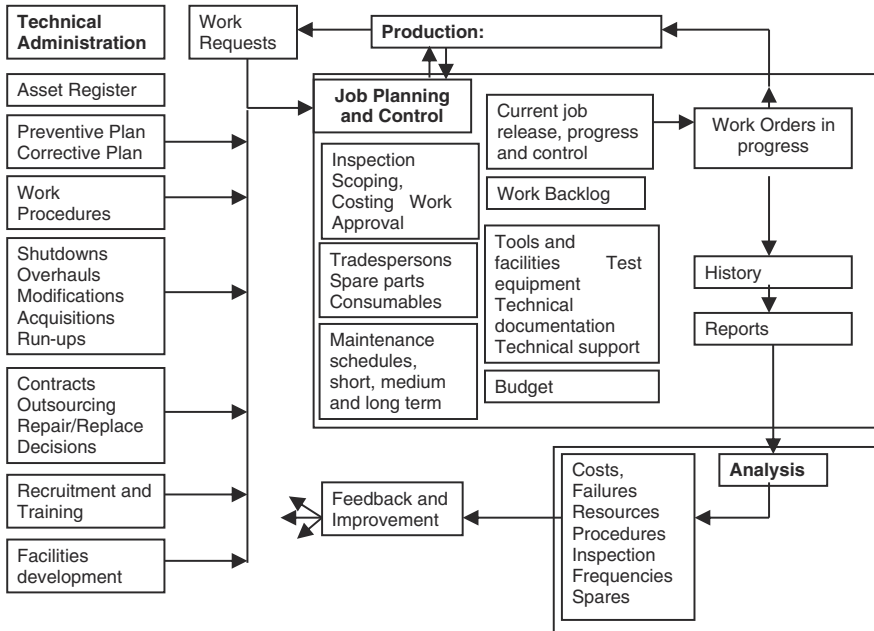 Technical
Administration
Asset Register
Preventive Plan
Corrective Plan
Work
Procedures
Shutdowns
Overhauls
Modifications
Acquisitions
Run-ups
Contracts
Outsourcing
Repair/Replace
Decisions
Recruitment and
Training
Facilities
development
Work
Requests
Production:
Job Planning
and Control
Inspection
Scoping,
Costing Work
Approval
Tradespersons
Spare parts
Consumables
Maintenance
schedules,
short, medium
and long term
Current job
release, progress
and control
Work Backlog
Tools and
facilities Test
equipment
Technical
documentation
Technical support
Budget
Work Orders in
progress
History
Reports
Analysis
Costs,
Failures
Resources
Procedures
Inspection
Frequencies
Spares
Feedback and
Improvement